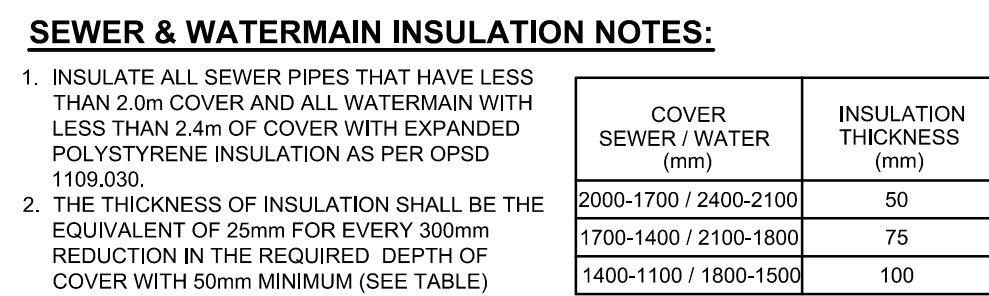 SEWER & WATERMAIN INSULATION NOTES:
1. INSULATE ALL SEWER PIPES THAT HAVE LESS
THAN 2.0m COVER AND ALL WATERMAIN WITH
LESS THAN 2.4m OF COVER WITH EXPANDED
POLYSTYRENE INSULATION AS PER OPSD
1109.030.
2. THE THICKNESS OF INSULATION SHALL BE THE
EQUIVALENT OF 25mm FOR EVERY 300mm
REDUCTION IN THE REQUIRED DEPTH OF
COVER WITH 50mm MINIMUM (SEE TABLE)
COVER
SEWER / WATER
(mm)
INSULATION
THICKNESS
(mm)
2000-1700 / 2400-2100 50
1700-1400 / 2100-1800 75
1400-1100 / 1800-1500 100